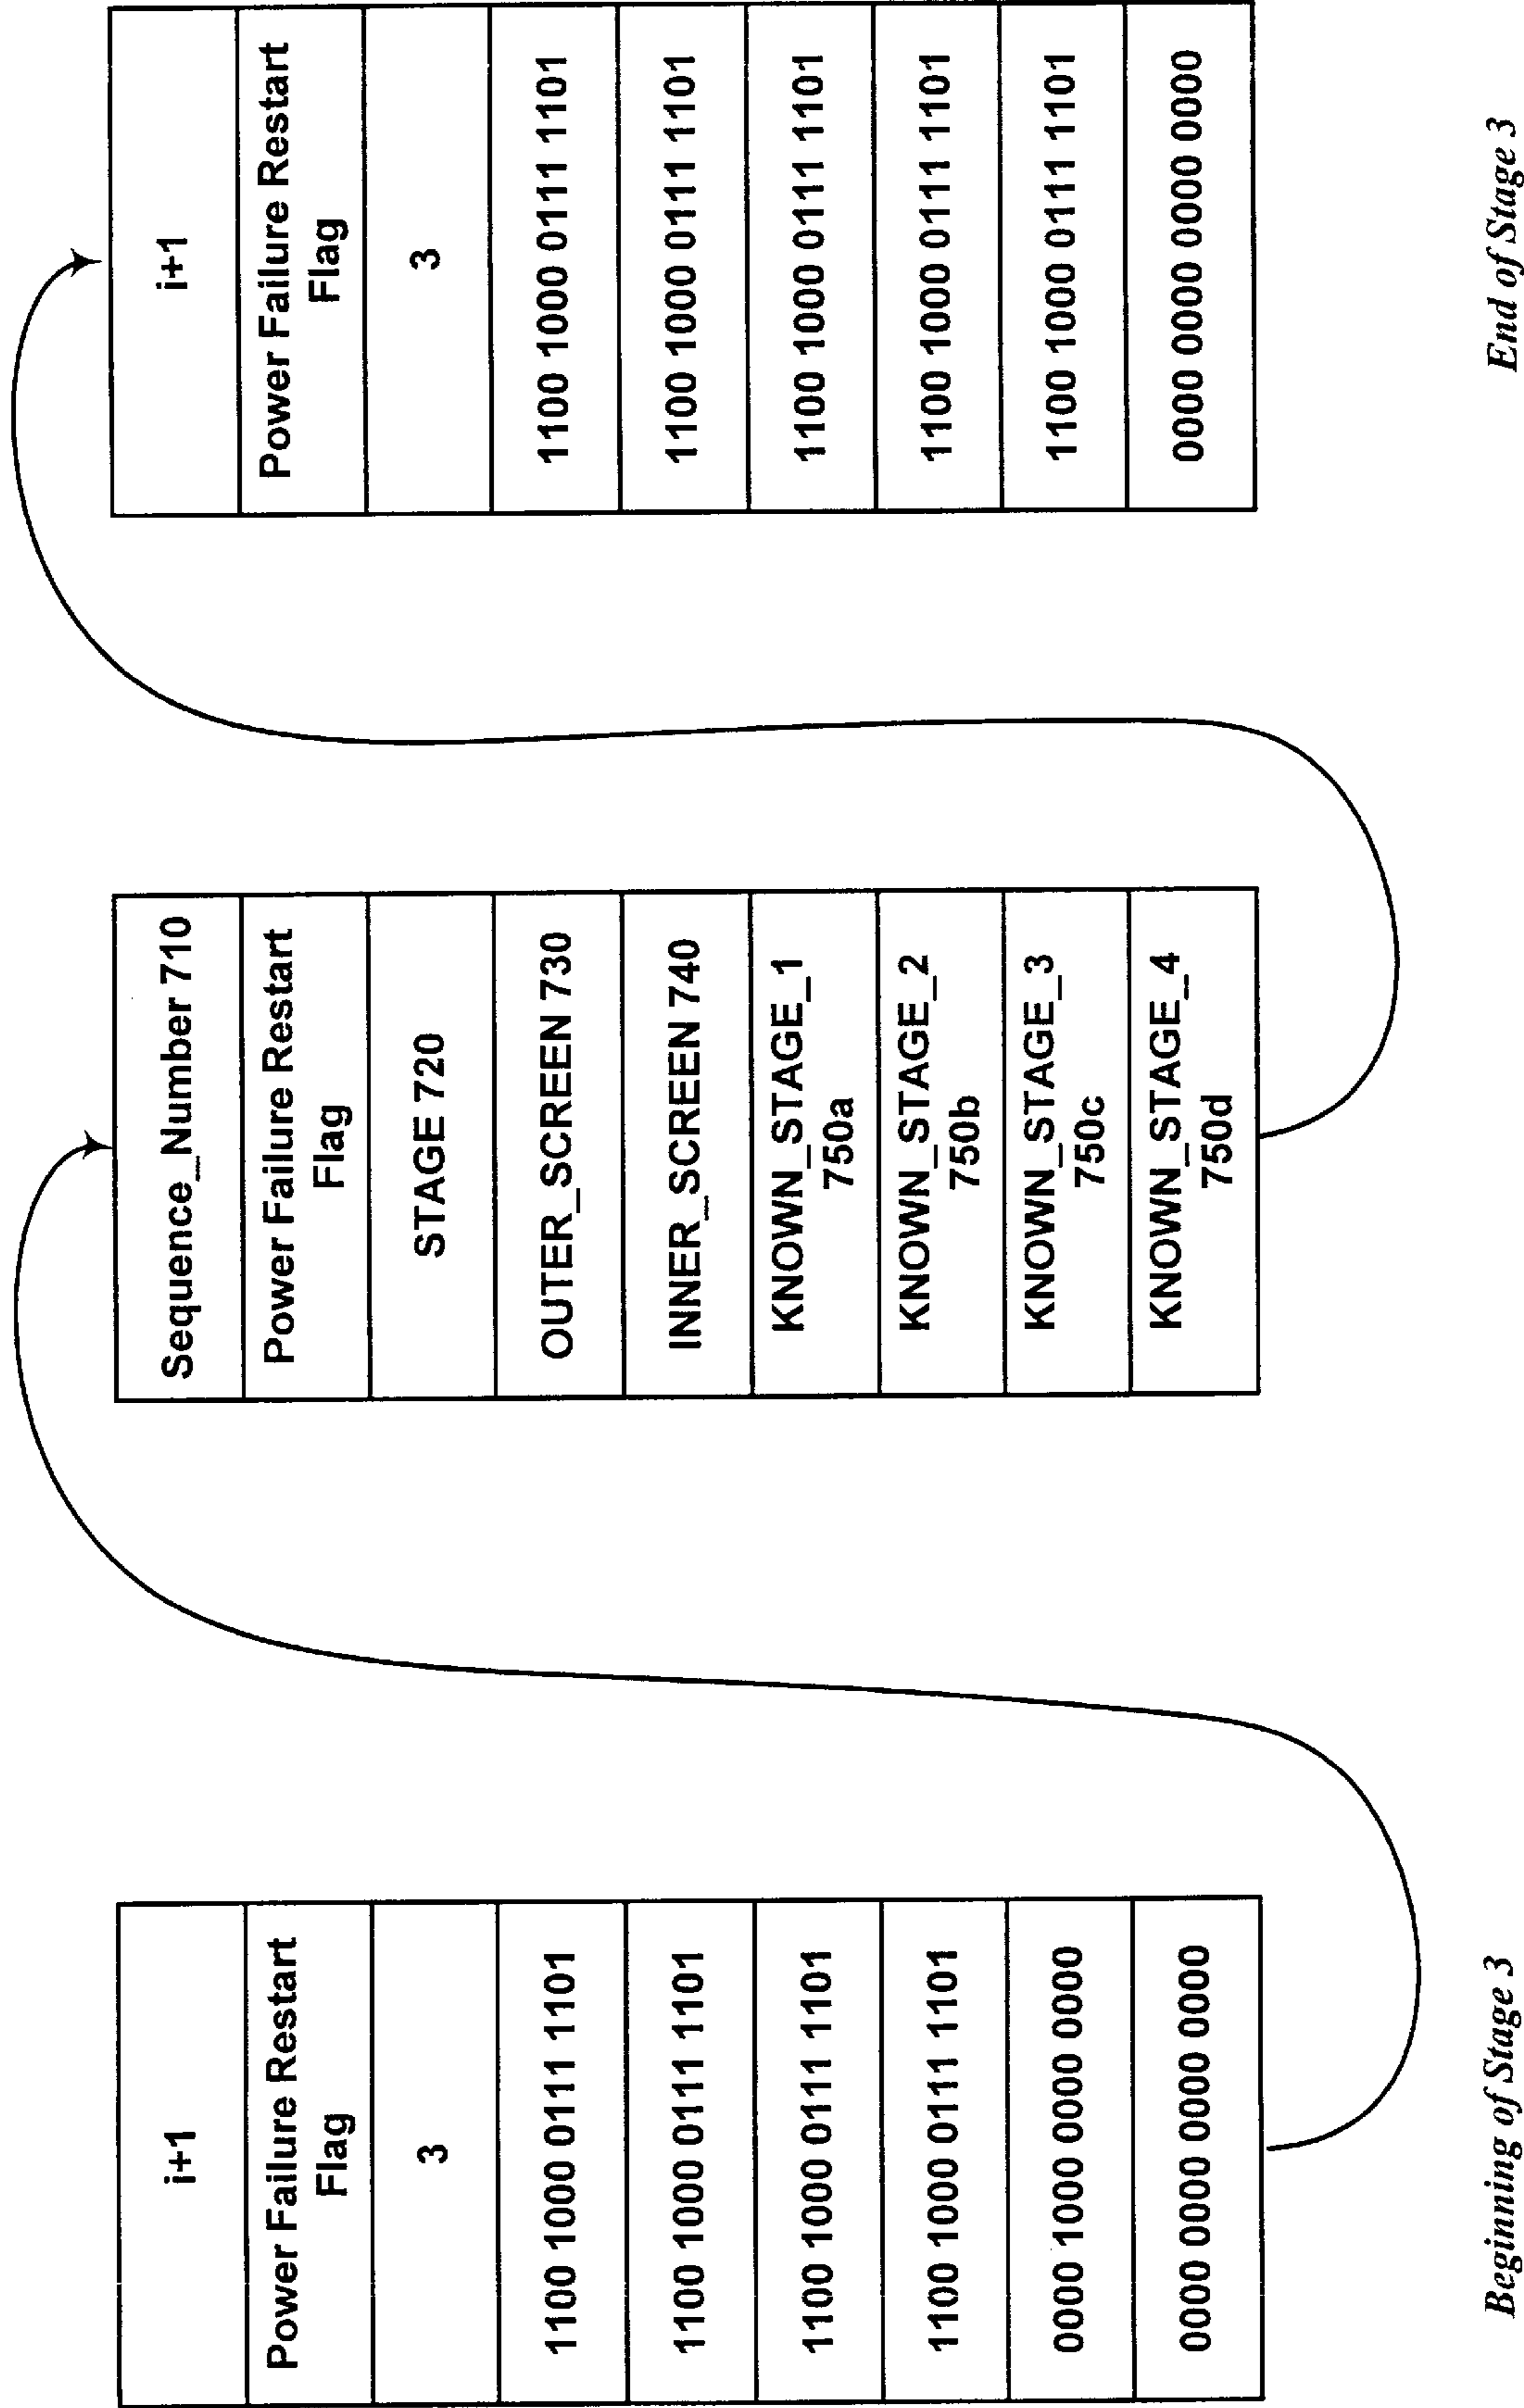 i+1
Power Failure Restart
Flag
3
1100 1000 0111 1101
1100 1000 0111 1101
1100 1000 0111 1101
1100 1000 0111 1101
0000 1000 0000 0000
0000 0000 0000 0000
Beginning of Stage 3
Sequence_Number 710
Power Failure Restart
Flag
STAGE 720
OUTER_SCREEN 730
INNER_SCREEN 740
KNOWN_STAGE_1
750a
KNOWN_STAGE_2
750b
KNOWN_STAGE_3
750c
KNOWN_STAGE_4
750d
i+1
Power Failure Restart
Flag
3
1100 1000 0111 1101
1100 1000 0111 1101
1100 1000 0111 1101
1100 1000 0111 1101
1100 1000 0111 1101
0000 0000 0000 0000
End of Stage 3